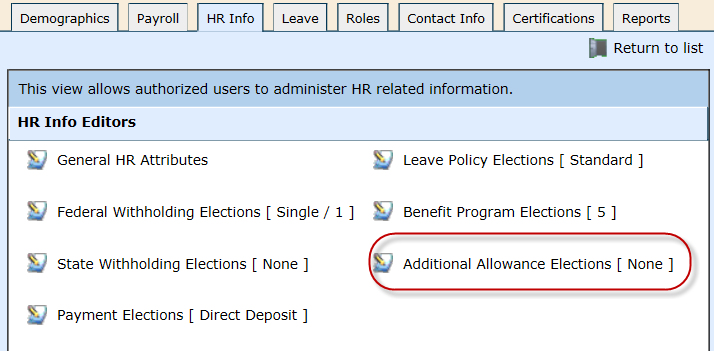 Demographics Payroll HR Info Leave Roles Contact Info Certifications Reports
Return to list
This view allows authorized users to administer HR related information.
HR Info Editors
General HR Attributes Leave Policy Elections [ Standard ]
Federal Withholding Elections [ Single / 1 ] Benefit Program Elections [ 5 ]
State Withholding Elections [ None ] Additional Allowance Elections [ None ]
Payment Elections [ Direct Deposit ]